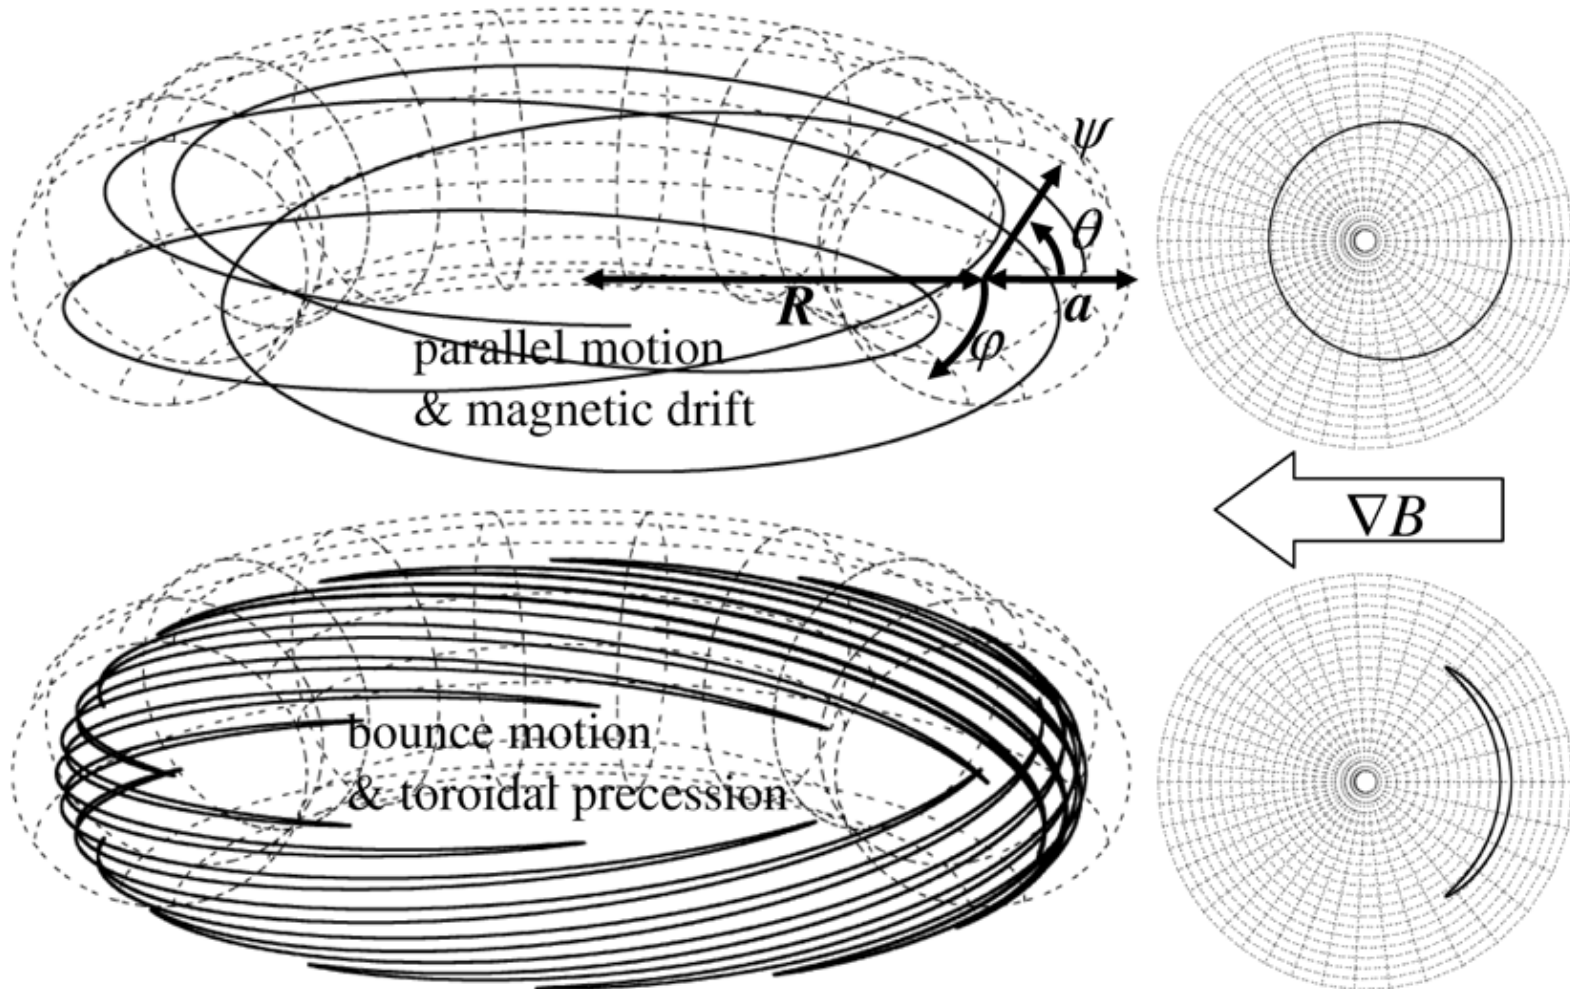 ψ
θ
R
a
φ
parallel motion
& magnetic drift
∇B
bounce motion
& toroidal precession